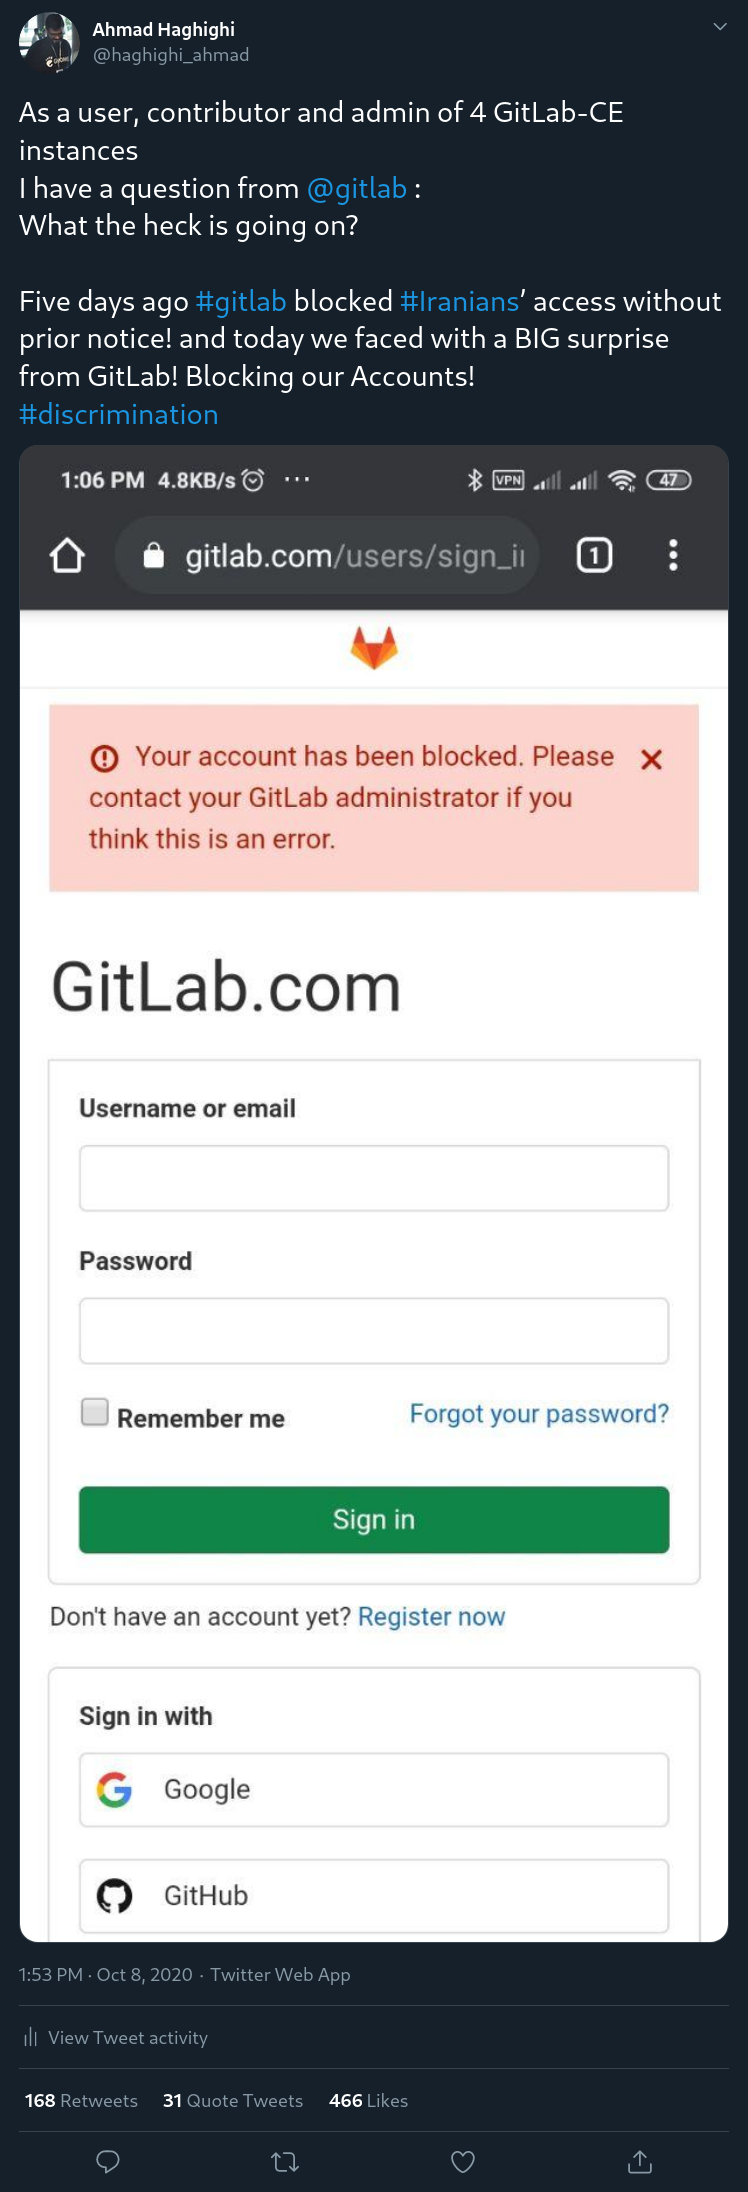 Ahmad Haghighi
@haghighi_ahmad
As a user, contributor and admin of 4 GitLab-CE
instances
I have a question from @gitlab :
What the heck is going on?
Five days ago #gitlab blocked #Iranians’ access without
prior notice! and today we faced with a BIG surprise
from GitLab! Blocking our Accounts!
#discrimination
1:06 PM 4.8KB/s ... VPN 47
gitlab.com/users/sign_in
1
Your account has been blocked. Please
contact your GitLab administrator if you
think this is an error.
GitLab.com
Username or email
Password
Remember me Forgot your password?
Sign in
Don't have an account yet? Register now
Sign in with
Google
GitHub
1:53 PM · Oct 8, 2020 · Twitter Web App
View Tweet activity
168 Retweets 31 Quote Tweets 466 Likes